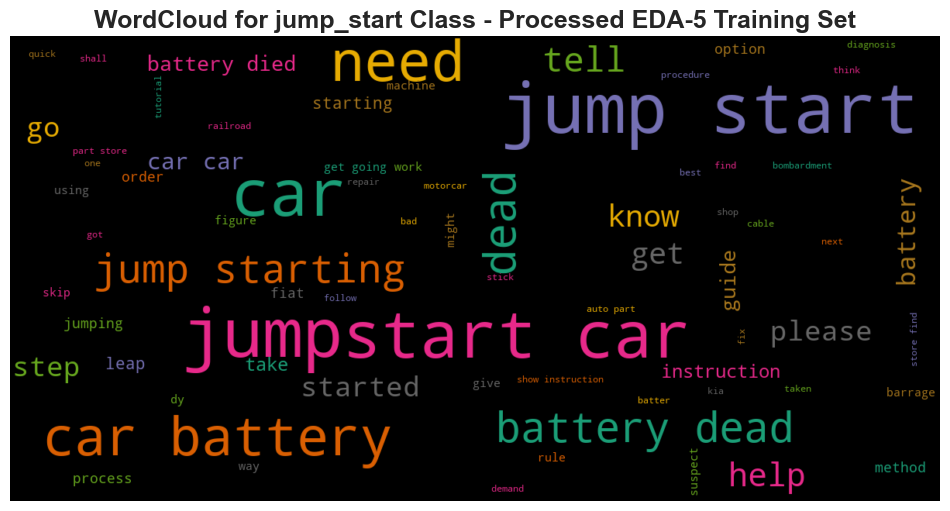 WordCloud for jump_start Class - Processed EDA-5 Training Set
quick
shall
battery died
need
tell
option
diagnosis
procedure
think
tutorial
machine
starting
jump start
go
railroad
part store
one
car car
get going
work
order
using
car
repair
motorcar
dead
find
bombardment
best
know
shop
cable
battery
figure
bad
might
got
get
next
jump starting
stick
guide
skip
fiat
follow
jumping
jumpstart car
auto part
please
fix
store find
step
leap
take
started
give
show instruction
instruction
kia
taken
barrage
dy
batter
car battery
battery dead
way
rule
process
suspect
help
method
demand